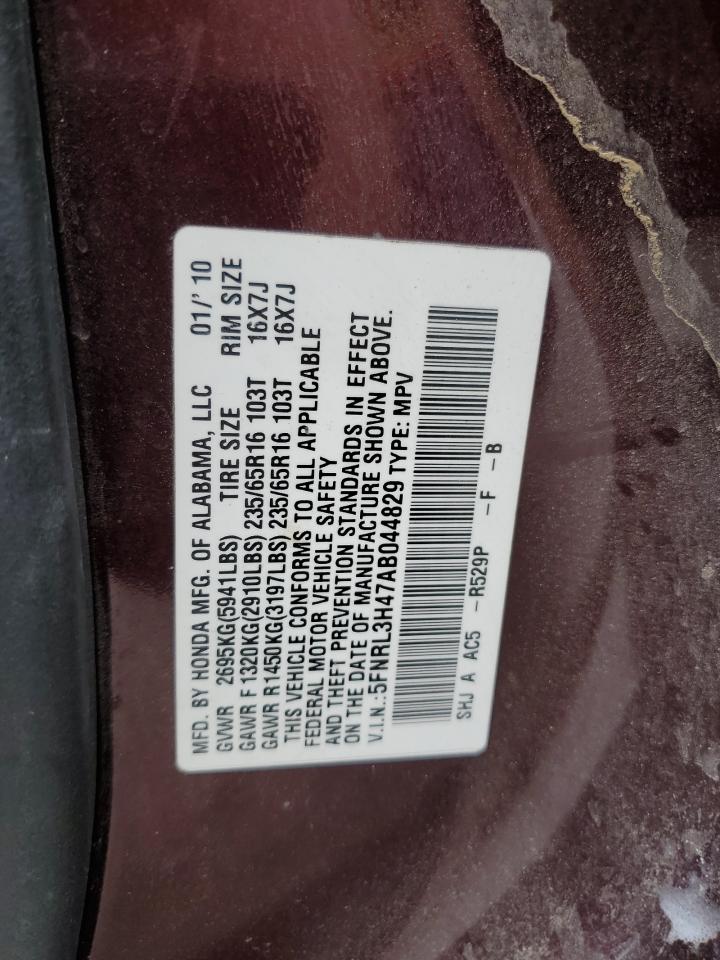 MFD. BY HONDA MFG. OF ALABAMA, LLC 01/' 10
GVWR 2695KG(5941LBS) TIRE SIZE RIM SIZE
GAWR F1320KG(2910LBS) 235/65R16 103T 16X7J
GAWR R1450KG(3197LBS) 235/65R16 103T 16X7J
THIS VEHICLE CONFORMS TO ALL APPLICABLE
FEDERAL MOTOR VEHICLE SAFETY
AND THEFT PREVENTION STANDARDS IN EFFECT
ON THE DATE OF MANUFACTURE SHOWN ABOVE.
V.I.N.:5FNRL3H47AB044829 TYPE: MPV
SHJ A AC5 -R529P -F -B